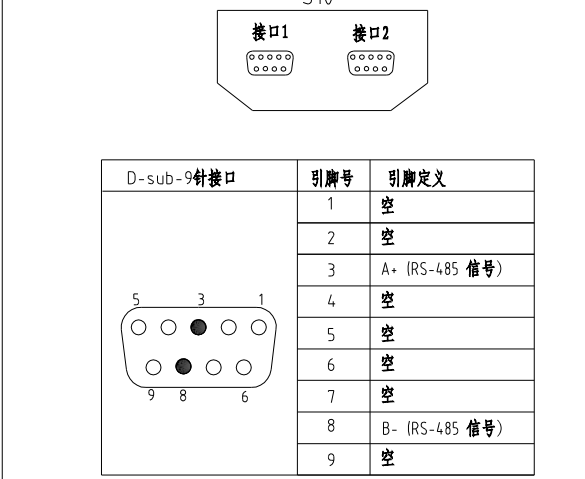 接口1 接口2
D-sub-9针接口 引脚号 引脚定义
1 空
2 空
3 A+ (RS-485 信号)
4 空
5 空
6 空
7 空
8 B- (RS-485 信号)
9 空
5 3 1
9 8 6